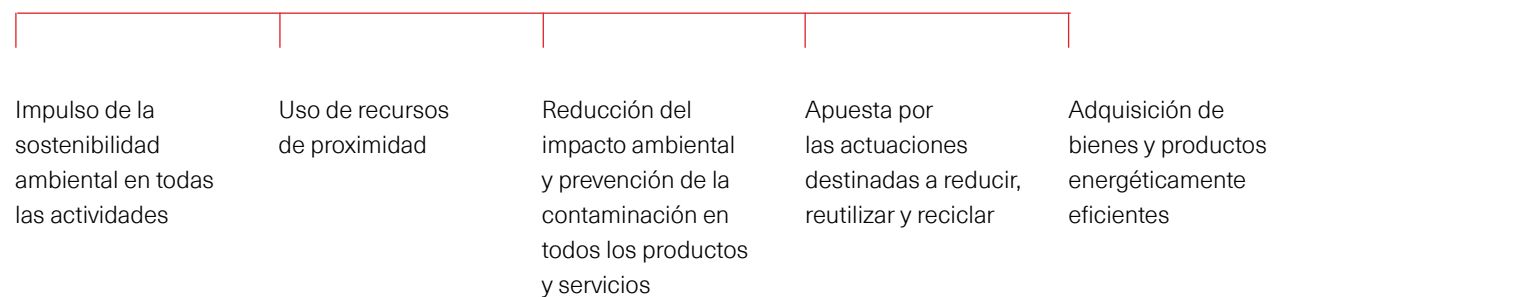 Impulso de la
sostenibilidad
ambiental en todas
las actividades
Uso de recursos
de proximidad
Reducción del
impacto ambiental
y prevención de la
contaminación en
todos los productos
y servicios
Apuesta por
las actuaciones
destinadas a reducir,
reutilizar y reciclar
Adquisición de
bienes y productos
energéticamente
eficientes